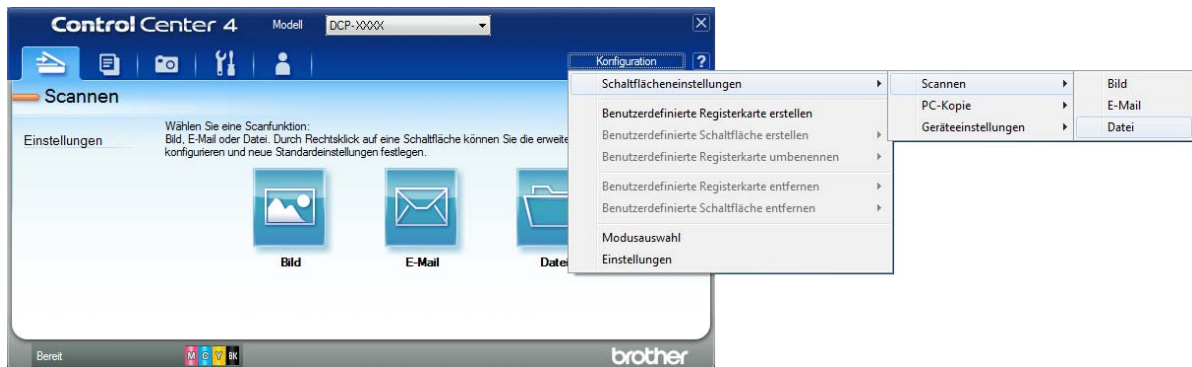 Control Center 4
Modell
DCP-XXXX
Konfiguration
?
Scannen
Einstellungen
Wählen Sie eine Scanfunktion:
Bild, E-Mail oder Datei. Durch Rechtsklick auf eine Schaltfläche können Sie die erweite
konfigurieren und neue Standardeinstellungen festlegen.
Bild
E-Mail
Datei
Schaltflächeneinstellungen
Benutzerdefinierte Registerkarte erstellen
Benutzerdefinierte Schaltfläche erstellen
Benutzerdefinierte Registerkarte umbenennen
Benutzerdefinierte Registerkarte entfernen
Benutzerdefinierte Schaltfläche entfernen
Modusauswahl
Einstellungen
Scannen
PC-Kopie
Geräteeinstellungen
Bild
E-Mail
Datei
Bereit
M C Y BK
brother